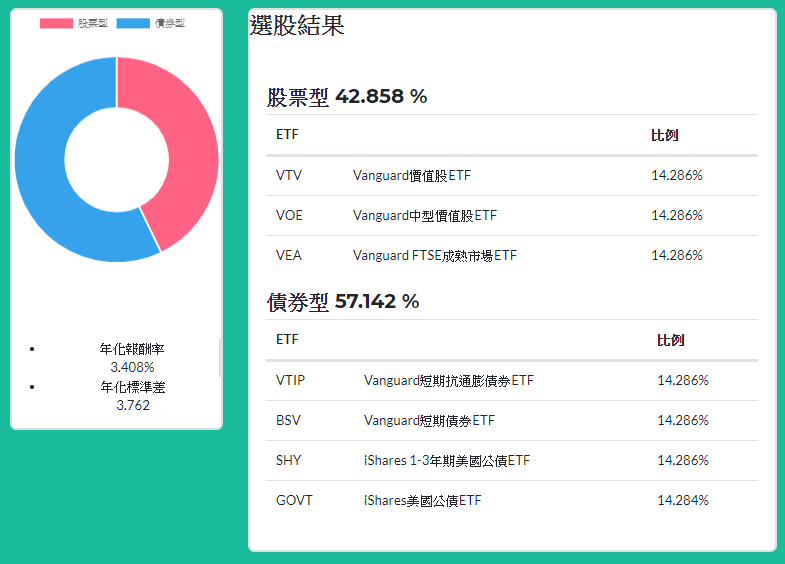 股票型 債券型
年化報酬率
3.408%
年化標準差
3.762
選股結果
股票型 42.858 %
ETF 比例
VTV Vanguard價值股ETF 14.286%
VOE Vanguard中型價值股ETF 14.286%
VEA Vanguard FTSE成熟市場ETF 14.286%
債券型 57.142 %
ETF 比例
VTIP Vanguard短期抗通膨債券ETF 14.286%
BSV Vanguard短期債券ETF 14.286%
SHY iShares 1-3年期美國公債ETF 14.286%
GOVT iShares美國公債ETF 14.284%